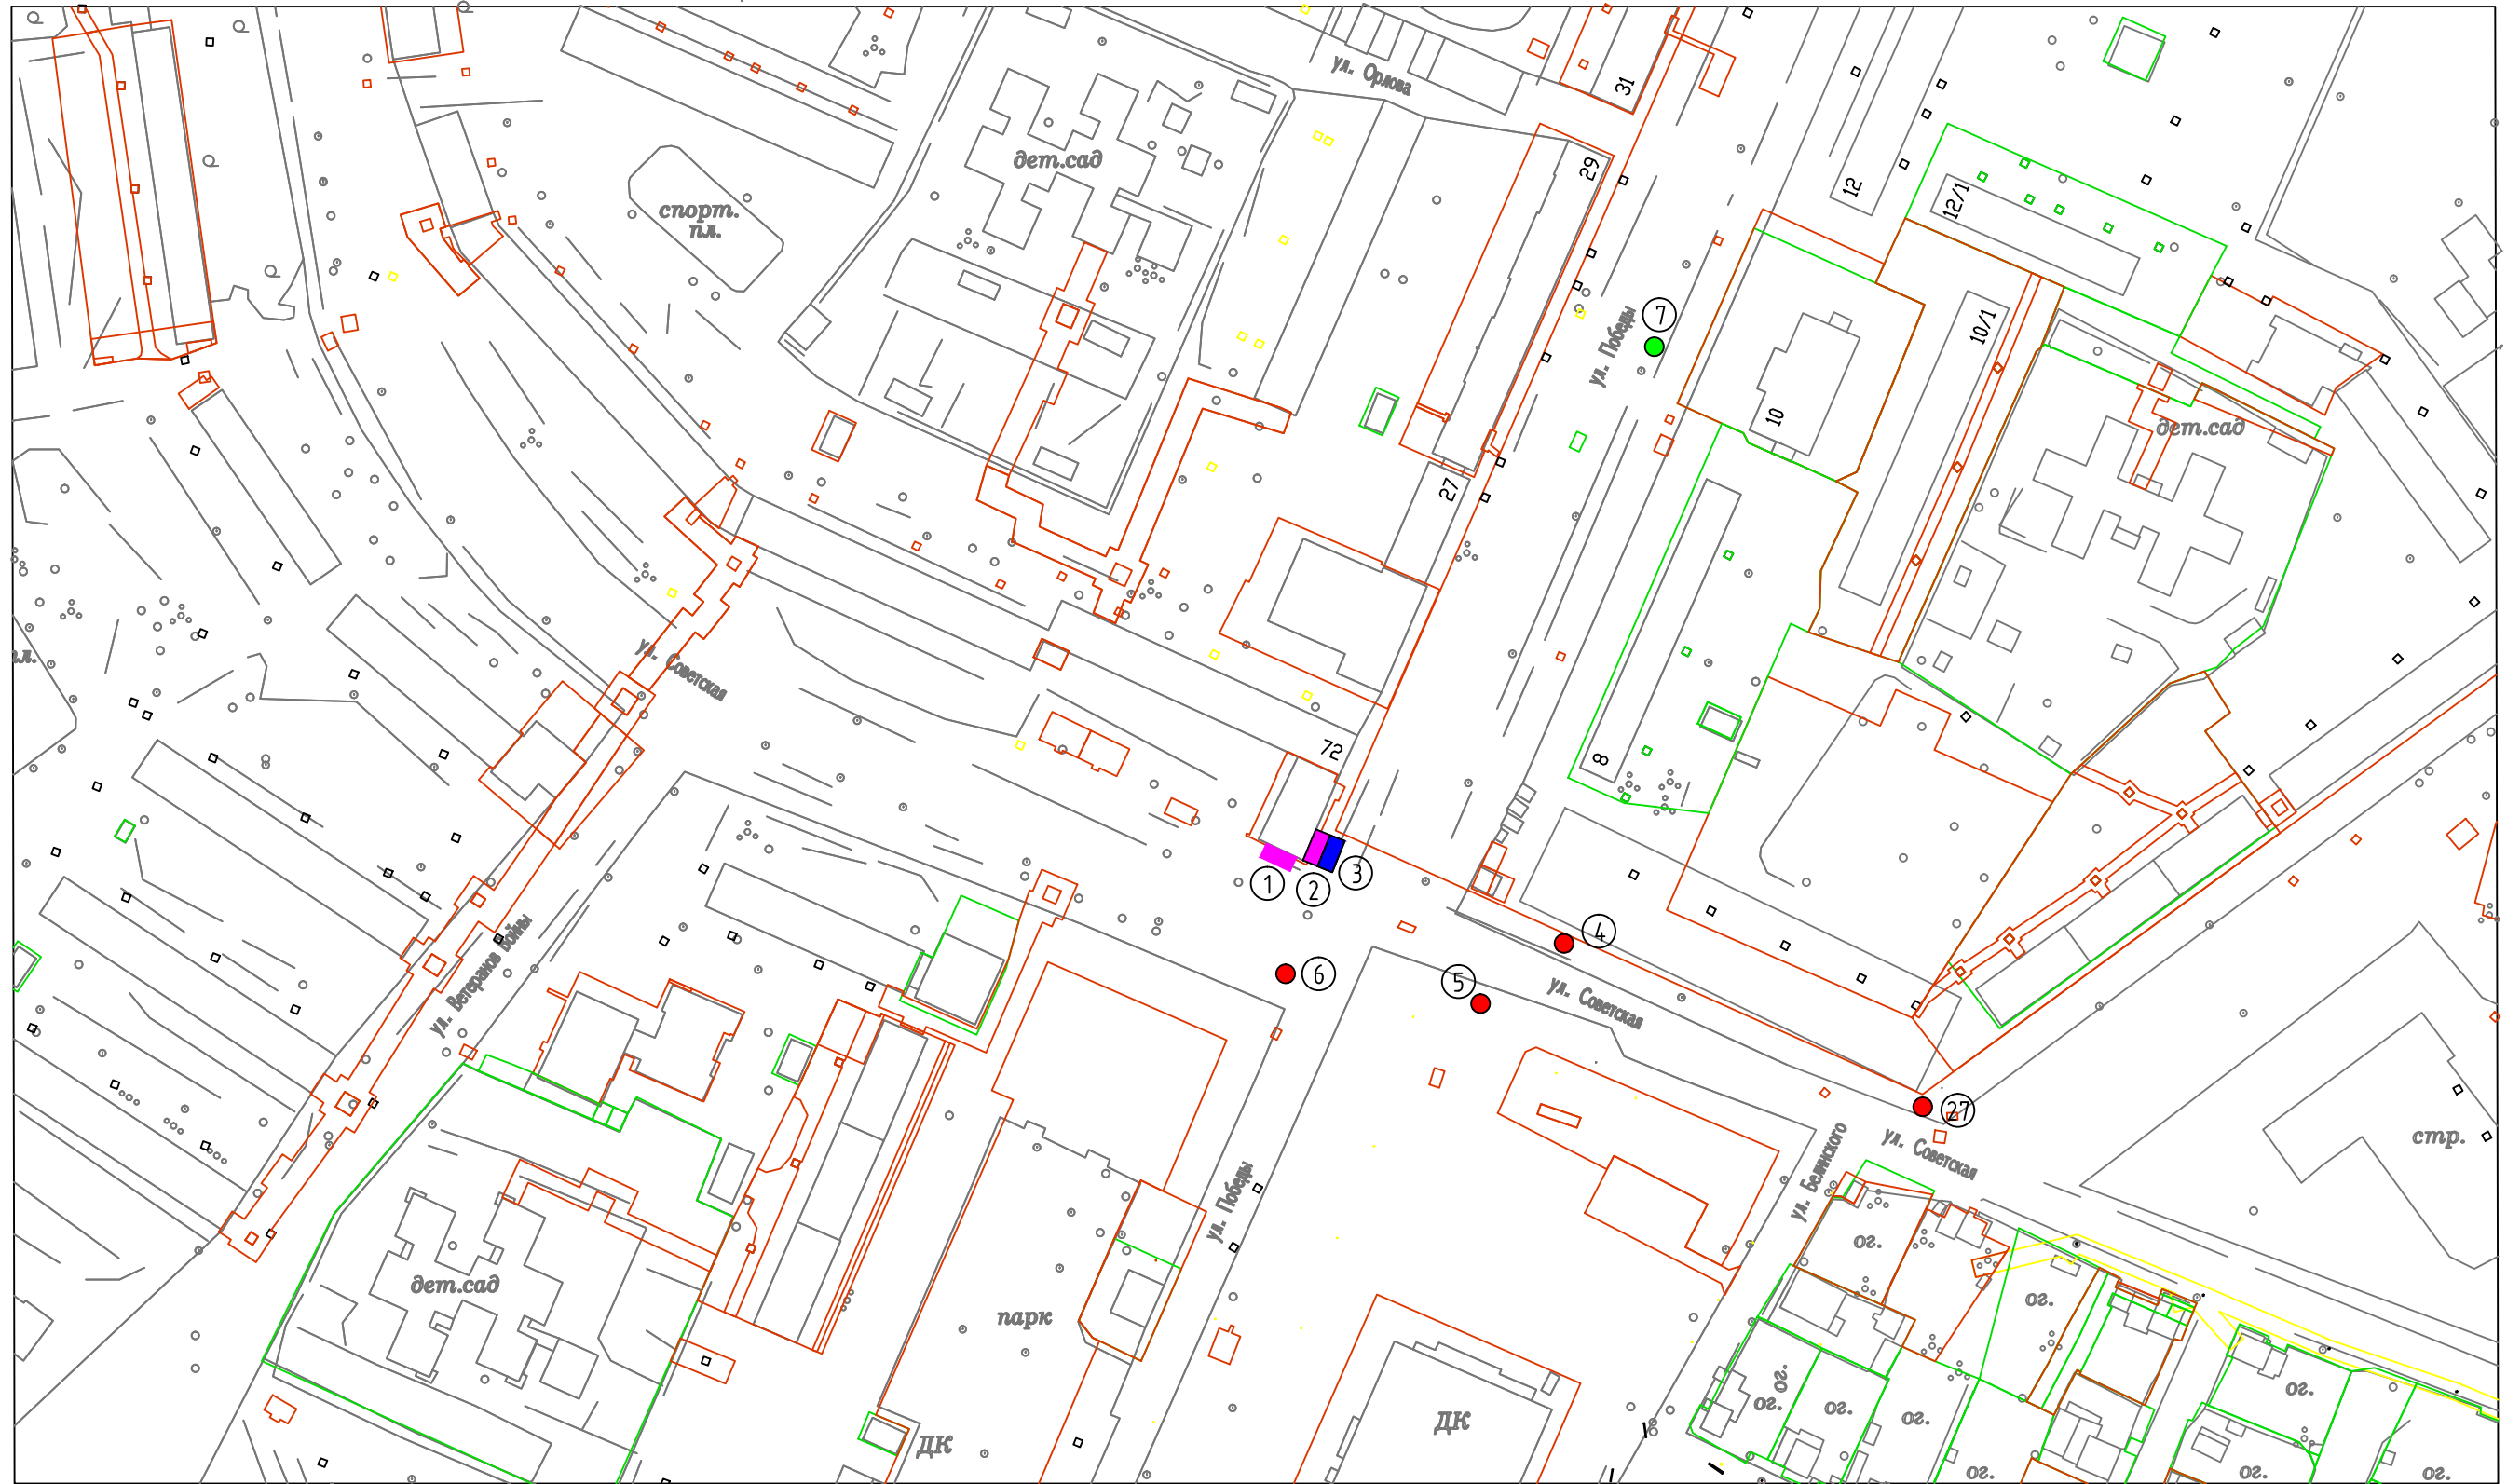 ул. Орлова
31
дет.сад
29
12
12/1
спорт.
пл.
7
ул. Победы
10/1
10
дет.сад
27
пл.
ул. Советская
72
8
1
2
3
4
ул. Ветеранов Войны
6
5
ул. Советская
27
стр.
ул. Советская
ул. Белинского
ул. Победы
ог.
дет.сад
ог.
парк
ог.
ог.
ог.
ог.
ог.
ДК
ДК
ог.
ог.
ог.